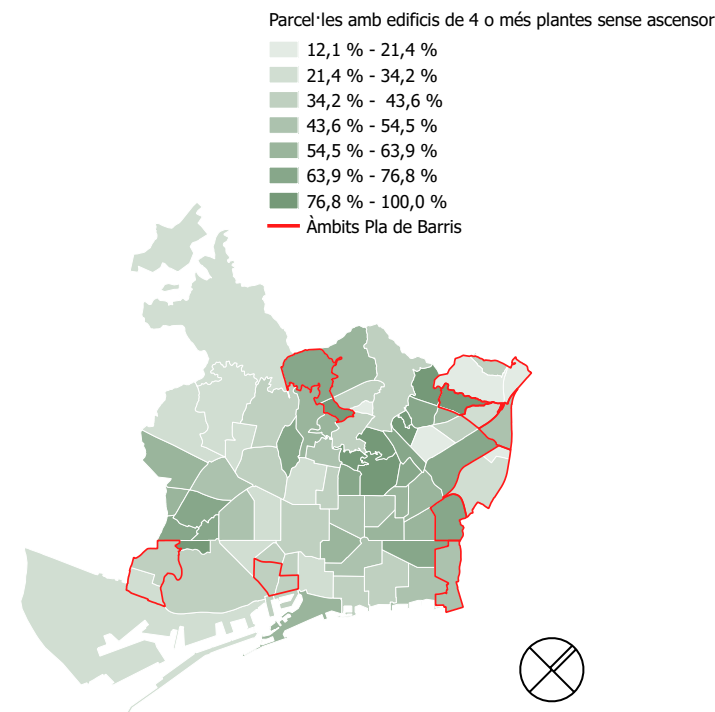 Parcel·les amb edificis de 4 o més plantes sense ascensor
12,1 % - 21,4 %
21,4 % - 34,2 %
34,2 % -  43,6 %
43,6 % - 54,5 %
54,5 % - 63,9 %
63,9 % - 76,8 %
76,8 % - 100,0 %
Àmbits Pla de Barris